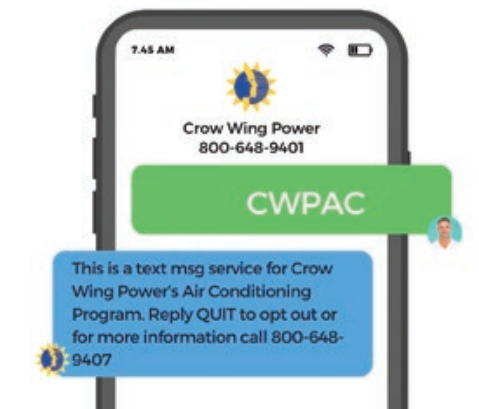 7.45 AM
Crow Wing Power
800-648-9401
CWPAC
This is a text msg service for Crow
Wing Power's Air Conditioning
Program. Reply QUIT to opt out or
for more information call 800-648-
9407